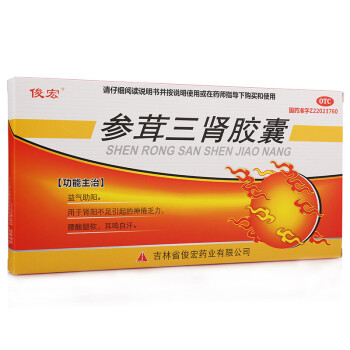 请仔细阅读说明书并按说明使用或在药师指导下购买和使用
俊宏
OTC
国药准字Z22023760
参茸三肾胶囊
SHEN RONG SAN SHEN JIAO NANG
【功能主治】
益气助阳。
用于肾阳不足引起的神倦乏力,
腰酸腿软,耳鸣自汗。
吉林省俊宏药业有限公司